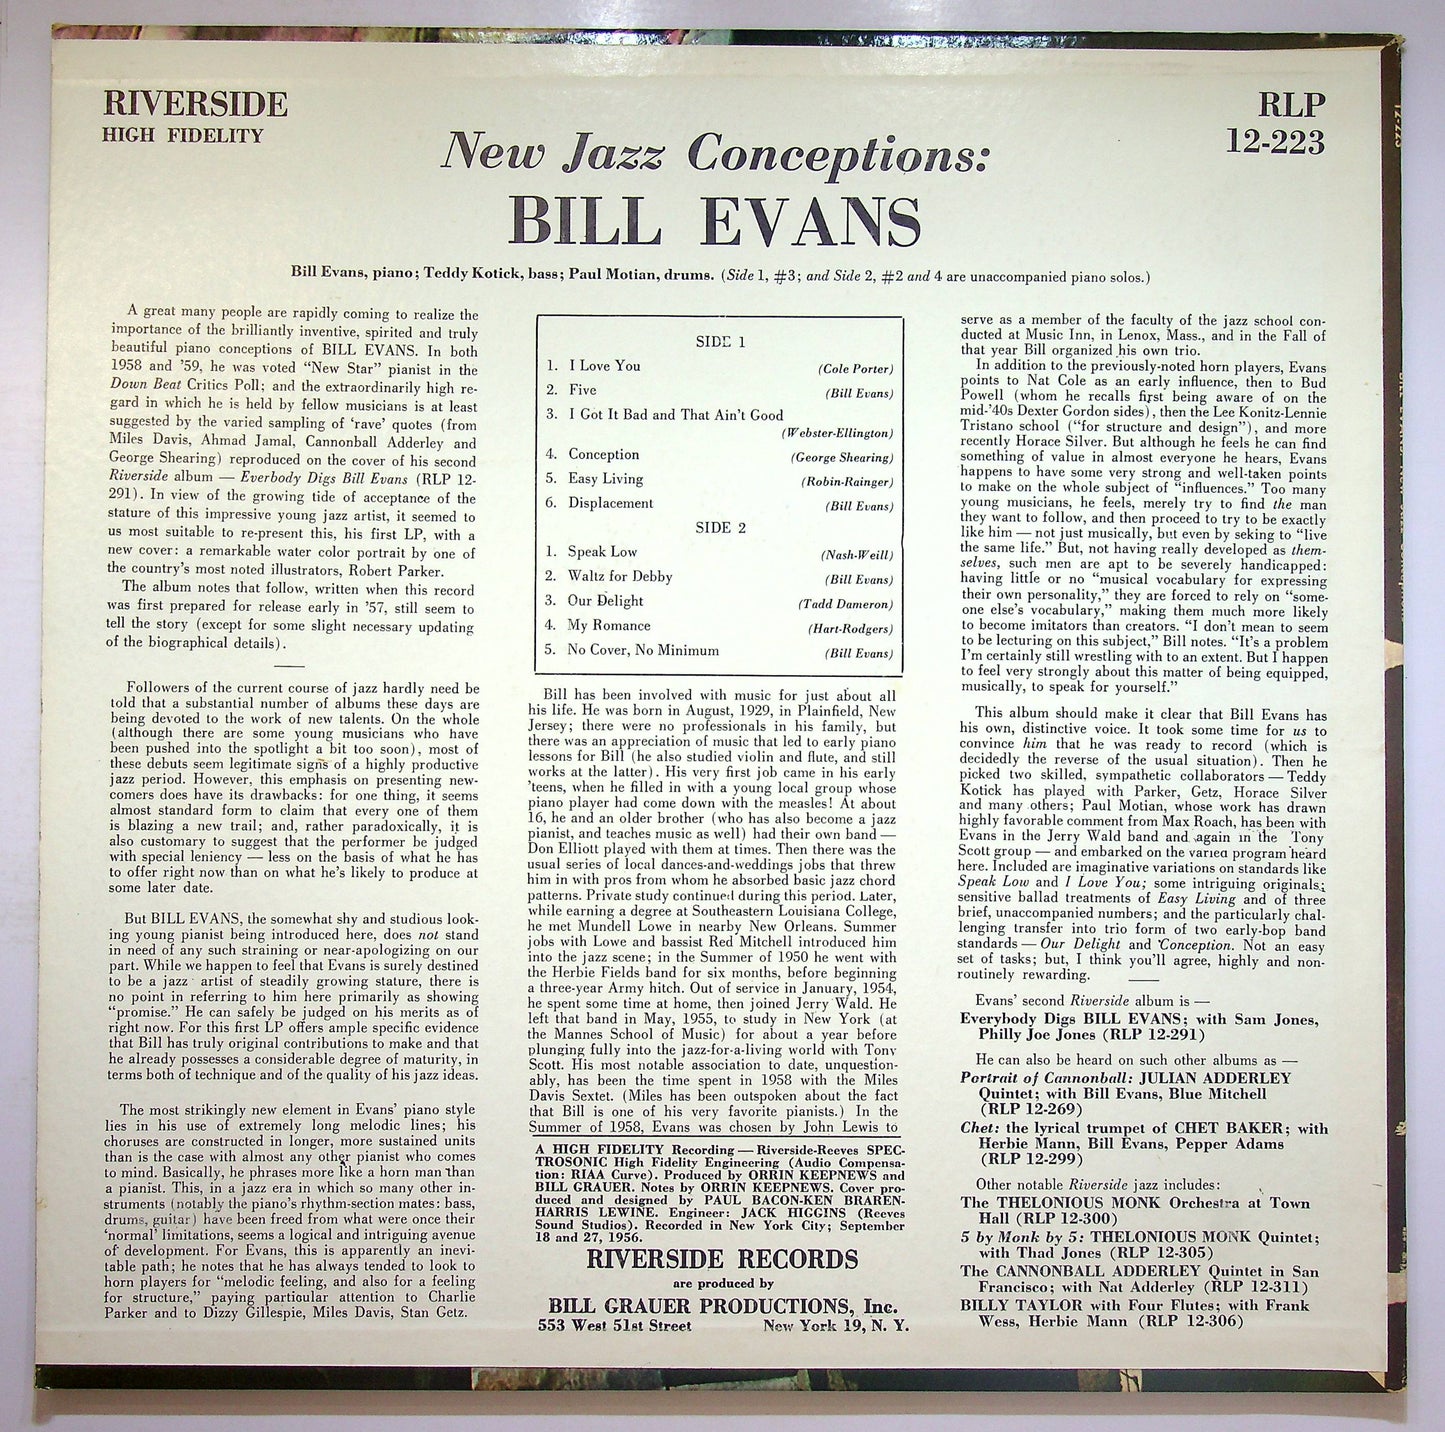 RIVERSIDE
HIGH FIDELITY
RLP
12-223
New Jazz Conceptions:
BILL EVANS
Bill Evans, piano; Teddy Kotick, bass; Paul Motian, drums. (Side 1, #3; and Side 2, #2 and 4 are unaccompanied piano solos.)
A great many people are rapidly coming to realize the
importance of the brilliantly inventive, spirited and truly
beautiful piano conceptions of BILL EVANS. In both
1958 and '59, he was voted "New Star" pianist in the
Down Beat Critics Poll; and the extraordinarily high re-
gard in which he is held by fellow musicians is at least
suggested by the varied sampling of 'rave' quotes (from
Miles Davis, Ahmad Jamal, Cannonball Adderley and
George Shearing) reproduced on the cover of his second
Riverside album — Everbody Digs Bill Evans (RLP 12-
291). In view of the growing tide of acceptance of the
stature of this impressive young jazz artist, it seemed to
us most suitable to re-present this, his first LP, with a
new cover: a remarkable water color portrait by one of
the country's most noted illustrators, Robert Parker.
The album notes that follow, written when this record
was first prepared for release early in '57, still seem to
tell the story (except for some slight necessary updating
of the biographical details).
Followers of the current course of jazz hardly need be
told that a substantial number of albums these days are
being devoted to the work of new talents. On the whole
(although there are some young musicians who have
been pushed into the spotlight a bit too soon), most of
these debuts seem legitimate signs of a highly productive
jazz period. However, this emphasis on presenting new-
comers does have its drawbacks: for one thing, it seems
almost standard form to claim that every one of them
is blazing a new trail; and, rather paradoxically, it is
also customary to suggest that the performer be judged
with special leniency — less on the basis of what he has
to offer right now than on what he's likely to produce at
some later date.
But BILL EVANS, the somewhat shy and studious look-
ing young pianist being introduced here, does not stand
in need of any such straining or near-apologizing on our
part. While we happen to feel that Evans is surely destined
to be a jazz artist of steadily growing stature, there is
no point in referring to him here primarily as showing
"promise." He can safely be judged on his merits as of
right now. For this first LP offers ample specific evidence
that Bill has truly original contributions to make and that
he already possesses a considerable degree of maturity, in
terms both of technique and of the quality of his jazz ideas.
The most strikingly new element in Evans' piano style
lies in his use of extremely long melodic lines; his
choruses are constructed in longer, more sustained units
than is the case with almost any other pianist who comes
to mind. Basically, he phrases more like a horn man than
a pianist. This, in a jazz era in which so many other in-
struments (notably the piano's rhythm-section mates: bass,
drums, guitar) have been freed from what were once their
'normal' limitations, seems a logical and intriguing avenue
of development. For Evans, this is apparently an inevi-
table path; he notes that he has always tended to look to
horn players for "melodic feeling, and also for a feeling
for structure," paying particular attention to Charlie
Parker and to Dizzy Gillespie, Miles Davis, Stan Getz.
SIDE 1
1. I Love You (Cole Porter)
2. Five (Bill Evans)
3. I Got It Bad and That Ain't Good
(Webster-Ellington)
4. Conception (George Shearing)
5. Easy Living (Robin-Rainger)
6. Displacement (Bill Evans)
SIDE 2
1. Speak Low (Nash-Weill)
2. Waltz for Debby (Bill Evans)
3. Our Delight (Tadd Dameron)
4. My Romance (Hart-Rodgers)
5. No Cover, No Minimum (Bill Evans)
Bill has been involved with music for just about all
his life. He was born in August, 1929, in Plainfield, New
Jersey; there were no professionals in his family, but
there was an appreciation of music that led to early piano
lessons for Bill (he also studied violin and flute, and still
works at the latter). His very first job came in his early
'teens, when he filled in with a young local group whose
piano player had come down with the measles! At about
16, he and an older brother (who has also become a jazz
pianist, and teaches music as well) had their own band —
Don Elliott played with them at times. Then there was the
usual series of local dances-and-weddings jobs that threw
him in with pros from whom he absorbed basic jazz chord
patterns. Private study continued during this period. Later,
while earning a degree at Southeastern Louisiana College,
he met Mundell Lowe in nearby New Orleans. Summer
jobs with Lowe and bassist Red Mitchell introduced him
into the jazz scene; in the Summer of 1950 he went with
the Herbie Fields band for six months, before beginning
a three-year Army hitch. Out of service in January, 1954,
he spent some time at home, then joined Jerry Wald. He
left that band in May, 1955, to study in New York (at
the Mannes School of Music) for about a year before
plunging fully into the jazz-for-a-living world with Tony
Scott. His most notable association to date, unquestion-
ably, has been the time spent in 1958 with the Miles
Davis Sextet. (Miles has been outspoken about the fact
that Bill is one of his very favorite pianists.) In the
Summer of 1958, Evans was chosen by John Lewis to
A HIGH FIDELITY Recording — Riverside-Reeves SPEC-
TROSONIC High Fidelity Engineering (Audio Compensa-
tion: RIAA Curve). Produced by ORRIN KEEPNEWS and
BILL GRAUER. Notes by ORRIN KEEPNEWS. Cover pro-
duced and designed by PAUL BACON-KEN BRAREN-
HARRIS LEWINE. Engineer: JACK HIGGINS (Reeves
Sound Studios). Recorded in New York City; September
18 and 27, 1956.
RIVERSIDE RECORDS
are produced by
BILL GRAUER PRODUCTIONS, Inc.
553 West 51st Street New York 19, N. Y.
serve as a member of the faculty of the jazz school con-
ducted at Music Inn, in Lenox, Mass., and in the Fall of
that year Bill organized his own trio.
In addition to the previously-noted horn players, Evans
points to Nat Cole as an early influence, then to Bud
Powell (whom he recalls first being aware of on the
mid-'40s Dexter Gordon sides), then the Lee Konitz-Lennie
Tristano school ("for structure and design"), and more
recently Horace Silver. But although he feels he can find
something of value in almost everyone he hears, Evans
happens to have some very strong and well-taken points
to make on the whole subject of "influences." Too many
young musicians, he feels, merely try to find the man
they want to follow, and then proceed to try to be exactly
like him — not just musically, but even by seking to "live
the same life." But, not having really developed as them-
selves, such men are apt to be severely handicapped:
having little or no "musical vocabulary for expressing
their own personality," they are forced to rely on "some-
one else's vocabulary," making them much more likely
to become imitators than creators. "I don't mean to seem
to be lecturing on this subject," Bill notes. "It's a problem
I'm certainly still wrestling with to an extent. But I happen
to feel very strongly about this matter of being equipped,
musically, to speak for yourself."
This album should make it clear that Bill Evans has
his own, distinctive voice. It took some time for us to
convince him that he was ready to record (which is
decidedly the reverse of the usual situation). Then he
picked two skilled, sympathetic collaborators — Teddy
Kotick has played with Parker, Getz, Horace Silver
and many others; Paul Motian, whose work has drawn
highly favorable comment from Max Roach, has been with
Evans in the Jerry Wald band and again in the Tony
Scott group — and embarked on the varied program heard
here. Included are imaginative variations on standards like
Speak Low and I Love You; some intriguing originals;
sensitive ballad treatments of Easy Living and of three
brief, unaccompanied numbers; and the particularly chal-
lenging transfer into trio form of two early-bop band
standards — Our Delight and Conception. Not an easy
set of tasks; but, I think you'll agree, highly and non-
routinely rewarding.
Evans' second Riverside album is —
Everybody Digs BILL EVANS; with Sam Jones,
Philly Joe Jones (RLP 12-291)
He can also be heard on such other albums as —
Portrait of Cannonball: JULIAN ADDERLEY
Quintet; with Bill Evans, Blue Mitchell
(RLP 12-269)
Chet: the lyrical trumpet of CHET BAKER; with
Herbie Mann, Bill Evans, Pepper Adams
(RLP 12-299)
Other notable Riverside jazz includes:
The THELONIOUS MONK Orchestra at Town
Hall (RLP 12-300)
5 by Monk by 5: THELONIOUS MONK Quintet;
with Thad Jones (RLP 12-305)
The CANNONBALL ADDERLEY Quintet in San
Francisco; with Nat Adderley (RLP 12-311)
BILLY TAYLOR with Four Flutes; with Frank
Wess, Herbie Mann (RLP 12-306)
12-223